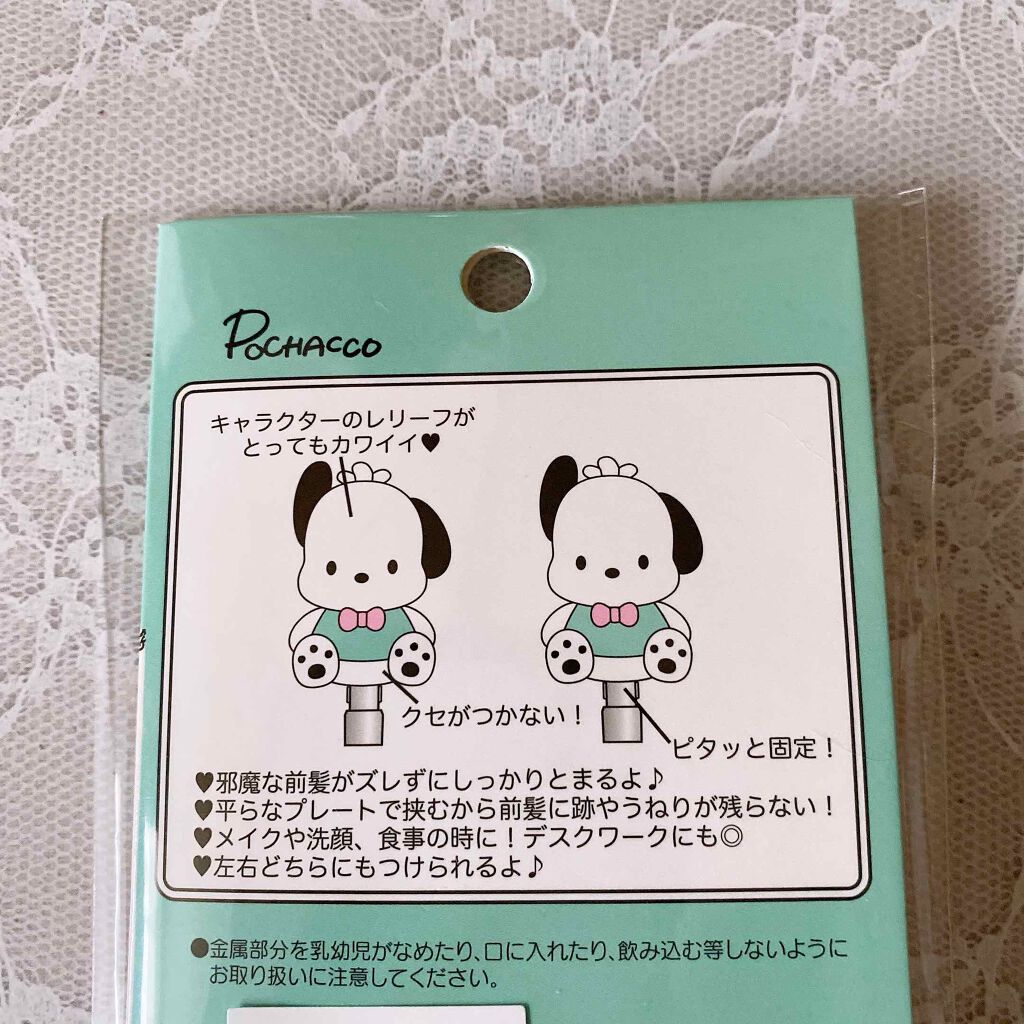 POCHACCO
キャラクターのレリーフが
とってもカワイイ♥
クセがつかない！
ピタッと固定！
♥邪魔な前髪がズレずにしっかりとまるよ♪
♥平らなプレートで挟むから前髪に跡やうねりが残らない！
♥メイクや洗顔、食事の時に！デスクワークにも◎
♥左右どちらにもつけられるよ♪
●金属部分を乳幼児がなめたり、口に入れたり、飲み込む等しないように
お取り扱いに注意してください。